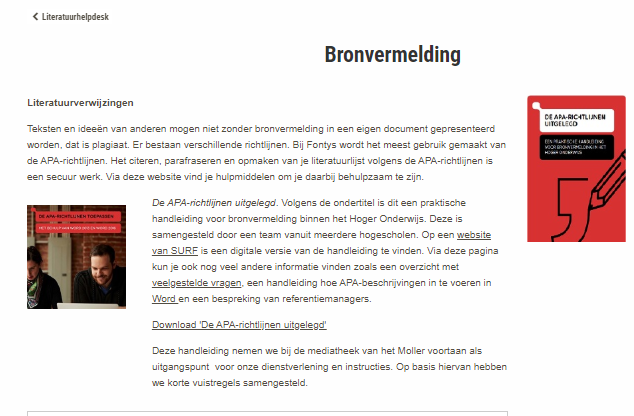 Literatuurhelpdesk
Bronvermelding
Literatuurverwijzingen
Teksten en ideeën van anderen mogen niet zonder bronvermelding in een eigen document gepresenteerd
worden, dat is plagiaat. Er bestaan verschillende richtlijnen. Bij Fontys wordt het meest gebruik gemaakt van
de APA-richtlijnen. Het citeren, parafraseren en opmaken van je literatuurlijst volgens de APA-richtlijnen is
een secuur werk. Via deze website vind je hulpmiddelen om je daarbij behulpzaam te zijn.
DE APA-RICHTLIJNEN
UITGELEGD
EEN PRAKTISCHE HANDLEIDING
VOOR BRONVERMELDING IN HET
HOGER ONDERWIJS
DE APA-RICHTLIJNEN TOEPASSEN
De APA-richtlijnen uitgelegd. Volgens de ondertitel is dit een praktische
handleiding voor bronvermelding binnen het Hoger Onderwijs. Deze is
samengesteld door een team vanuit meerdere hogescholen. Op een website
van SURF is een digitale versie van de handleiding te vinden. Via deze pagina
kun je ook nog veel andere informatie vinden zoals een overzicht met
veelgestelde vragen, een handleiding hoe APA-beschrijvingen in te voeren in
Word en een bespreking van referentiemanagers.
Download 'De APA-richtlijnen uitgelegd'
Deze handleiding nemen we bij de mediatheek van het Moller voortaan als
uitgangspunt voor onze dienstverlening en instructies. Op basis hiervan hebben
we korte vuistregels samengesteld.